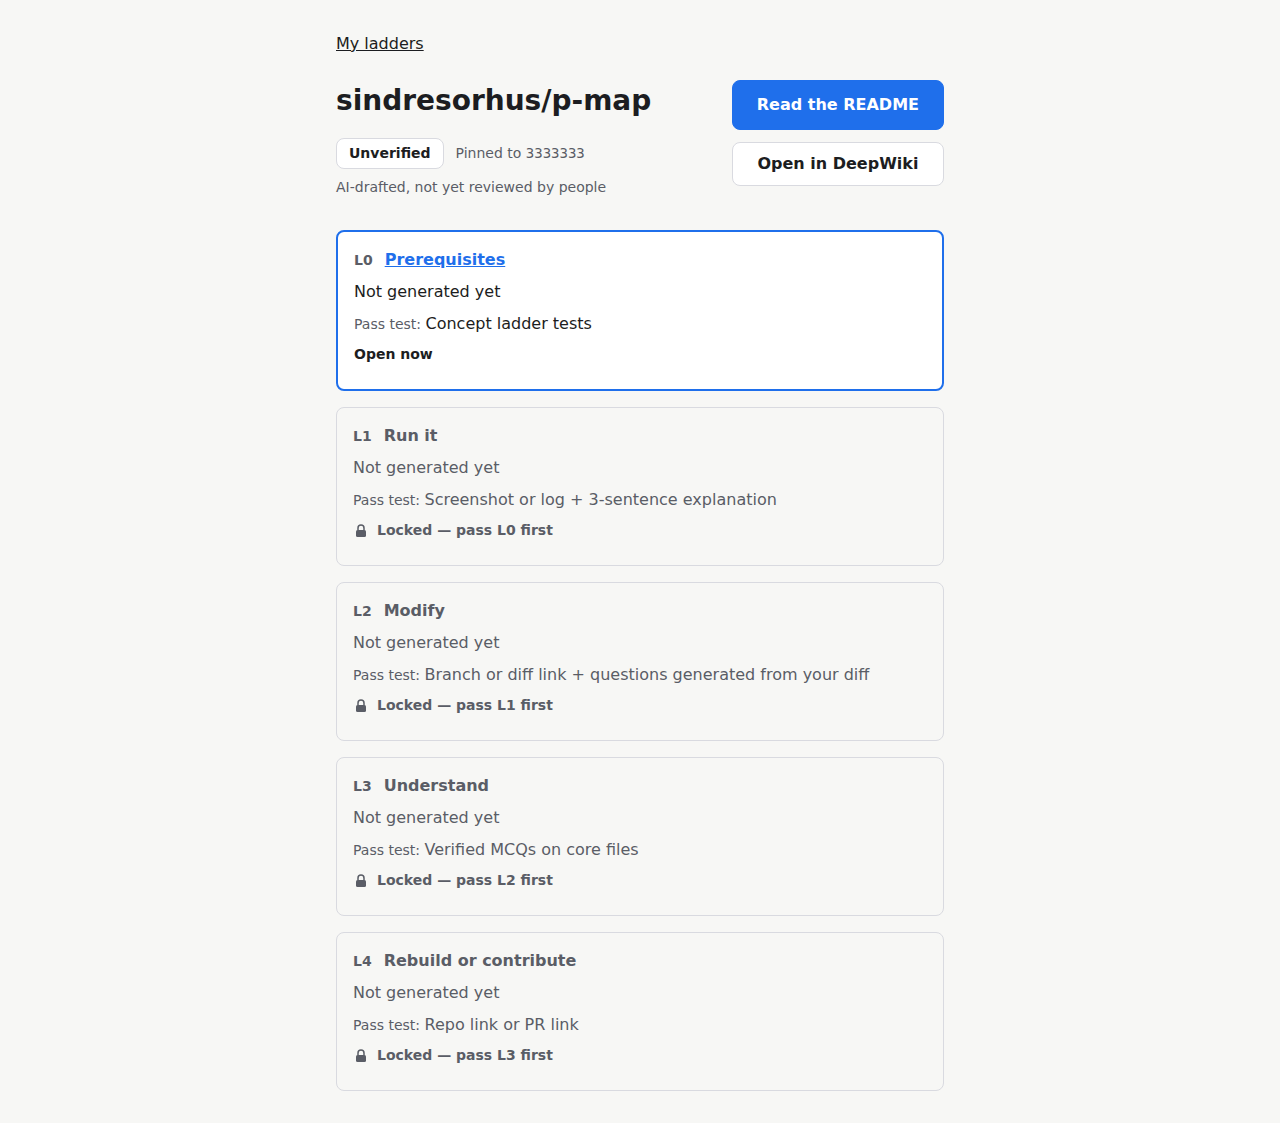 My ladders
sindresorhus/p-map
Read the README
Unverified Pinned to 3333333
Open in DeepWiki
AI-drafted, not yet reviewed by people
L0 Prerequisites
Not generated yet
Pass test: Concept ladder tests
Open now
L1 Run it
Not generated yet
Pass test: Screenshot or log + 3-sentence explanation
Locked — pass L0 first
L2 Modify
Not generated yet
Pass test: Branch or diff link + questions generated from your diff
Locked — pass L1 first
L3 Understand
Not generated yet
Pass test: Verified MCQs on core files
Locked — pass L2 first
L4 Rebuild or contribute
Not generated yet
Pass test: Repo link or PR link
Locked — pass L3 first